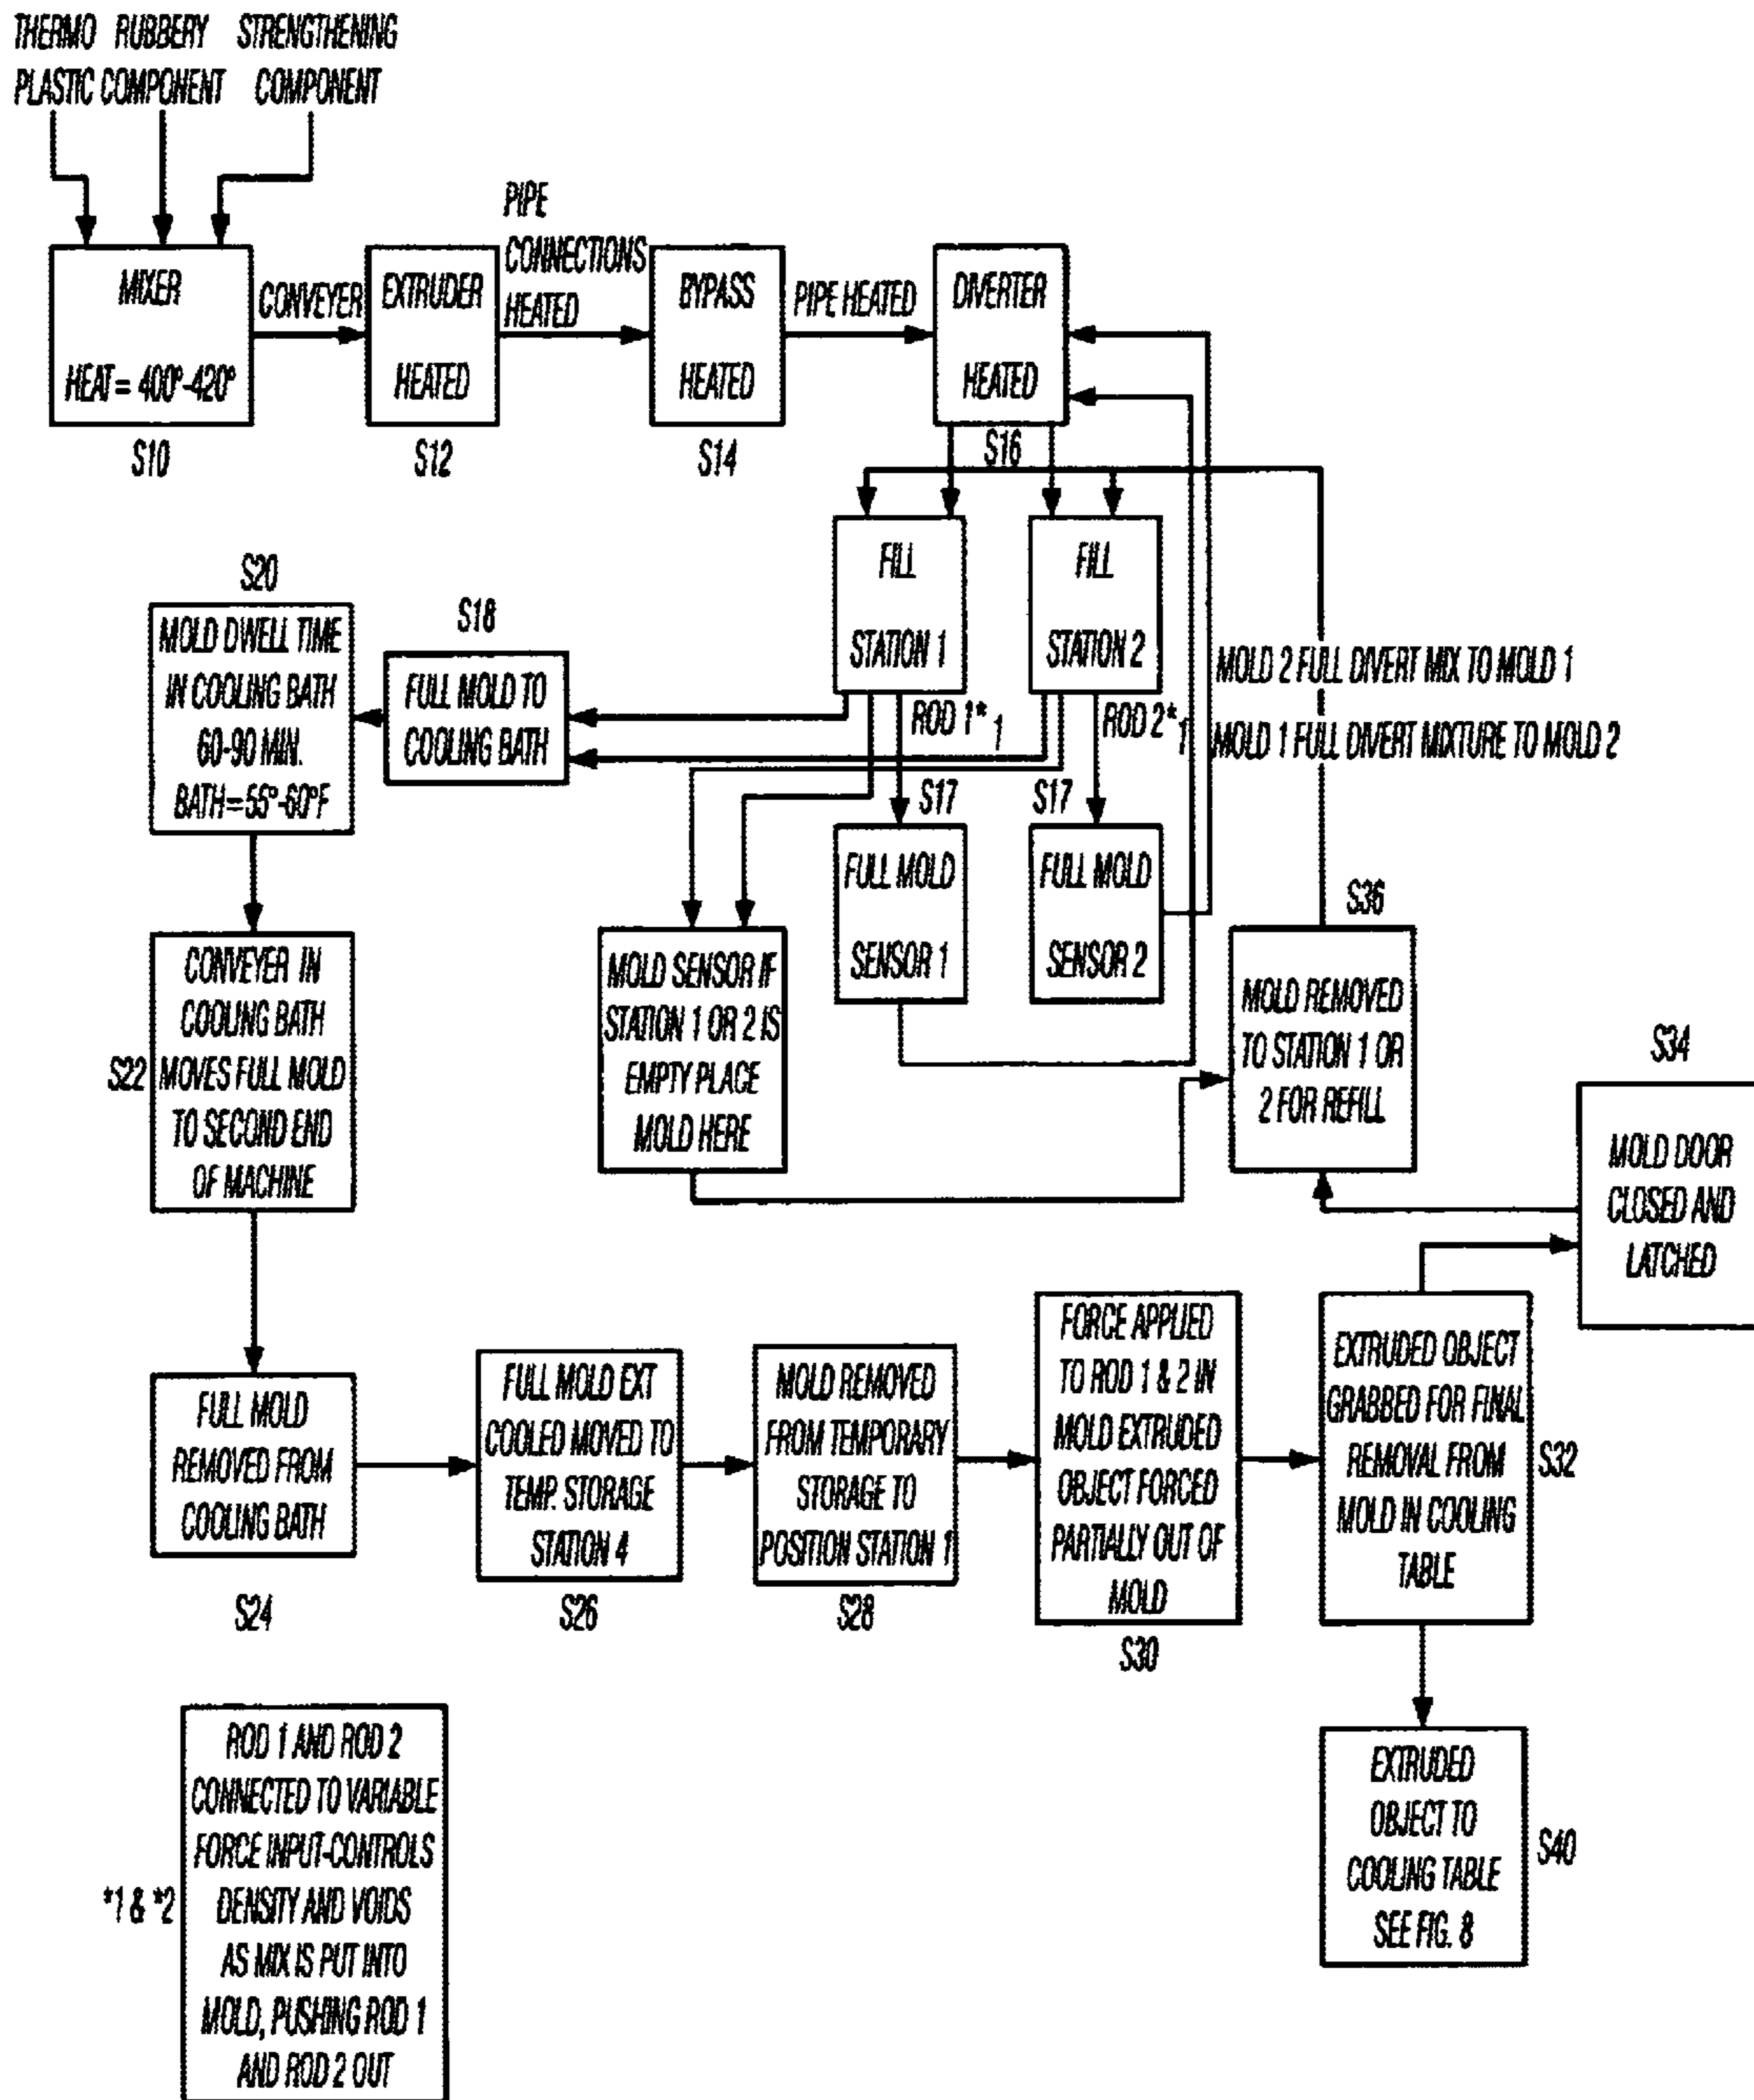 THERMO RUBBERY STRENGTHENING
PLASTIC COMPONENT COMPONENT
MIXER
HEAT = 400°-420°
S10
CONVEYER
EXTRUDER
HEATED
S12
PIPE
CONNECTIONS
HEATED
BYPASS
HEATED
S14
PIPE HEATED
DIVERTER
HEATED
S16
FILL
STATION 1
FILL
STATION 2
S20
MOLD DWELL TIME
IN COOLING BATH
60-90 MIN.
BATH=55°-60°F
S18
FULL MOLD TO
COOLING BATH
ROD 1*1
ROD 2*1
MOLD 2 FULL DIVERT MIX TO MOLD 1
MOLD 1 FULL DIVERT MIXTURE TO MOLD 2
S17
FULL MOLD
SENSOR 1
S17
FULL MOLD
SENSOR 2
S22
CONVEYER IN
COOLING BATH
MOVES FULL MOLD
TO SECOND END
OF MACHINE
MOLD SENSOR IF
STATION 1 OR 2 IS
EMPTY PLACE
MOLD HERE
S36
MOLD REMOVED
TO STATION 1 OR
2 FOR REFILL
S34
MOLD DOOR
CLOSED AND
LATCHED
FULL MOLD
REMOVED FROM
COOLING BATH
S24
FULL MOLD EXT
COOLED MOVED TO
TEMP. STORAGE
STATION 4
S26
MOLD REMOVED
FROM TEMPORARY
STORAGE TO
POSITION STATION 1
S28
FORCE APPLIED
TO ROD 1 & 2 IN
MOLD EXTRUDED
OBJECT FORCED
PARTIALLY OUT OF
MOLD
S30
EXTRUDED OBJECT
GRABBED FOR FINAL
REMOVAL FROM
MOLD IN COOLING
TABLE
S32
EXTRUDED
OBJECT TO
COOLING TABLE
SEE FIG. 8
S40
*1 & *2
ROD 1 AND ROD 2
CONNECTED TO VARIABLE
FORCE INPUT-CONTROLS
DENSITY AND VOIDS
AS MIX IS PUT INTO
MOLD, PUSHING ROD 1
AND ROD 2 OUT